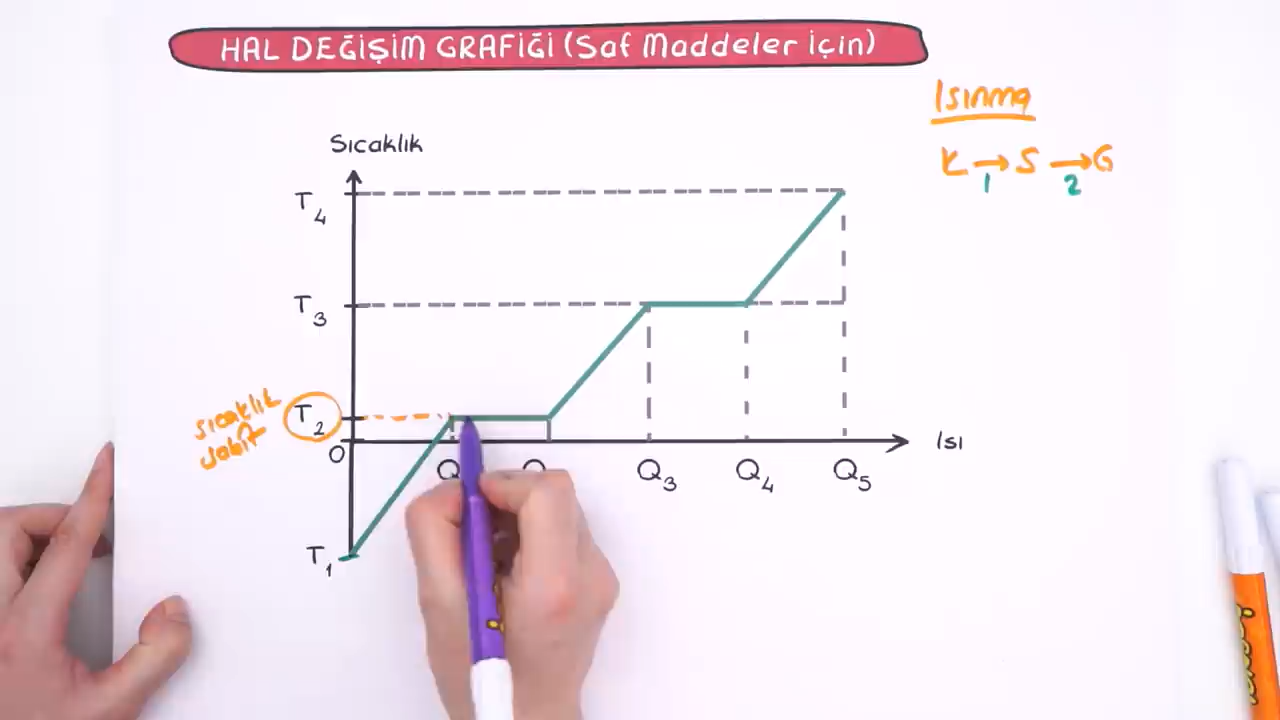 HAL DEĞİŞİM GRAFİĞİ (Saf Maddeler İçin)
Isınma
K → S → G
1 2
Sıcaklık
T4
T3
sıcaklık
sabit
T2
0
Isı
Q Q Q3 Q4 Q5
T1